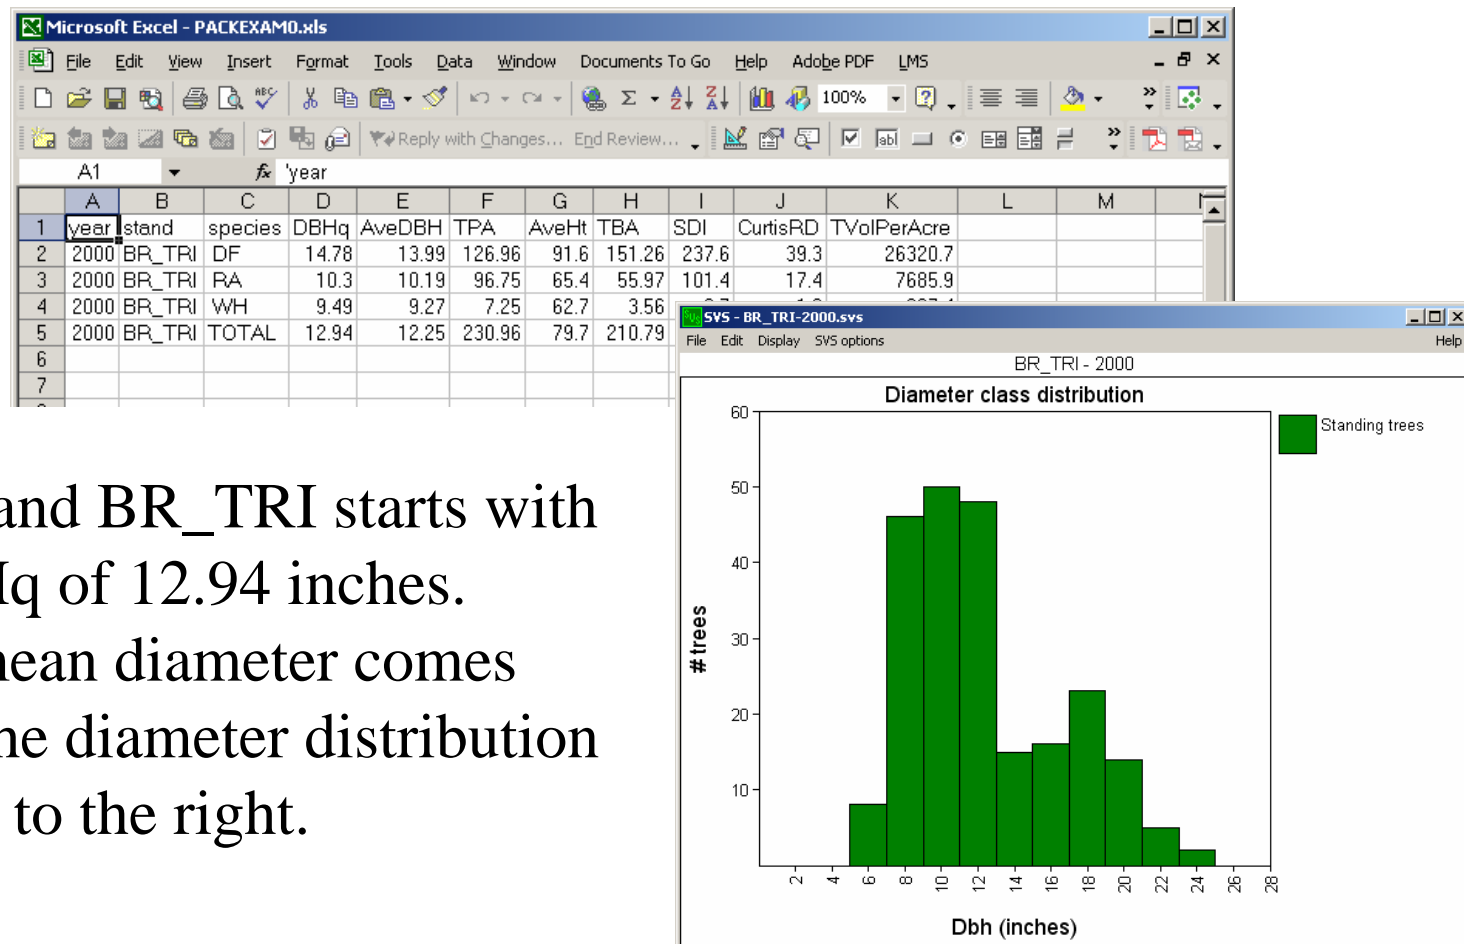 Microsoft Excel - PACKEXAM0.xls
File Edit View Insert Format Tools Data Window Documents To Go Help Adobe PDF LMS
ABC Σ A Z Z A 100% ?
Reply with Changes... End Review... ab|
A1 fx 'year
A B C D E F G H I J K L M
1 year stand species DBHq AveDBH TPA AveHt TBA SDI CurtisRD TVolPerAcre
2 2000 BR_TRI DF 14.78 13.99 126.96 91.6 151.26 237.6 39.3 26320.7
3 2000 BR_TRI RA 10.3 10.19 96.75 65.4 55.97 101.4 17.4 7685.9
4 2000 BR_TRI WH 9.49 9.27 7.25 62.7 3.56
5 2000 BR_TRI TOTAL 12.94 12.25 230.96 79.7 210.79
6
7
SVS - BR_TRI-2000.svs
File Edit Display SVS options Help
BR_TRI - 2000
Diameter class distribution
Standing trees
60
50
40
30
20
10
# trees
2 4 6 8 10 12 14 16 18 20 22 24 26 28
Dbh (inches)
and BR_TRI starts with
q of 12.94 inches.
mean diameter comes
he diameter distribution
to the right.